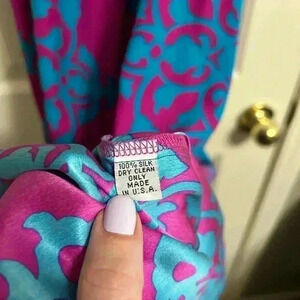 100% SILK
DRY CLEAN
ONLY
MADE
IN U.S.A.